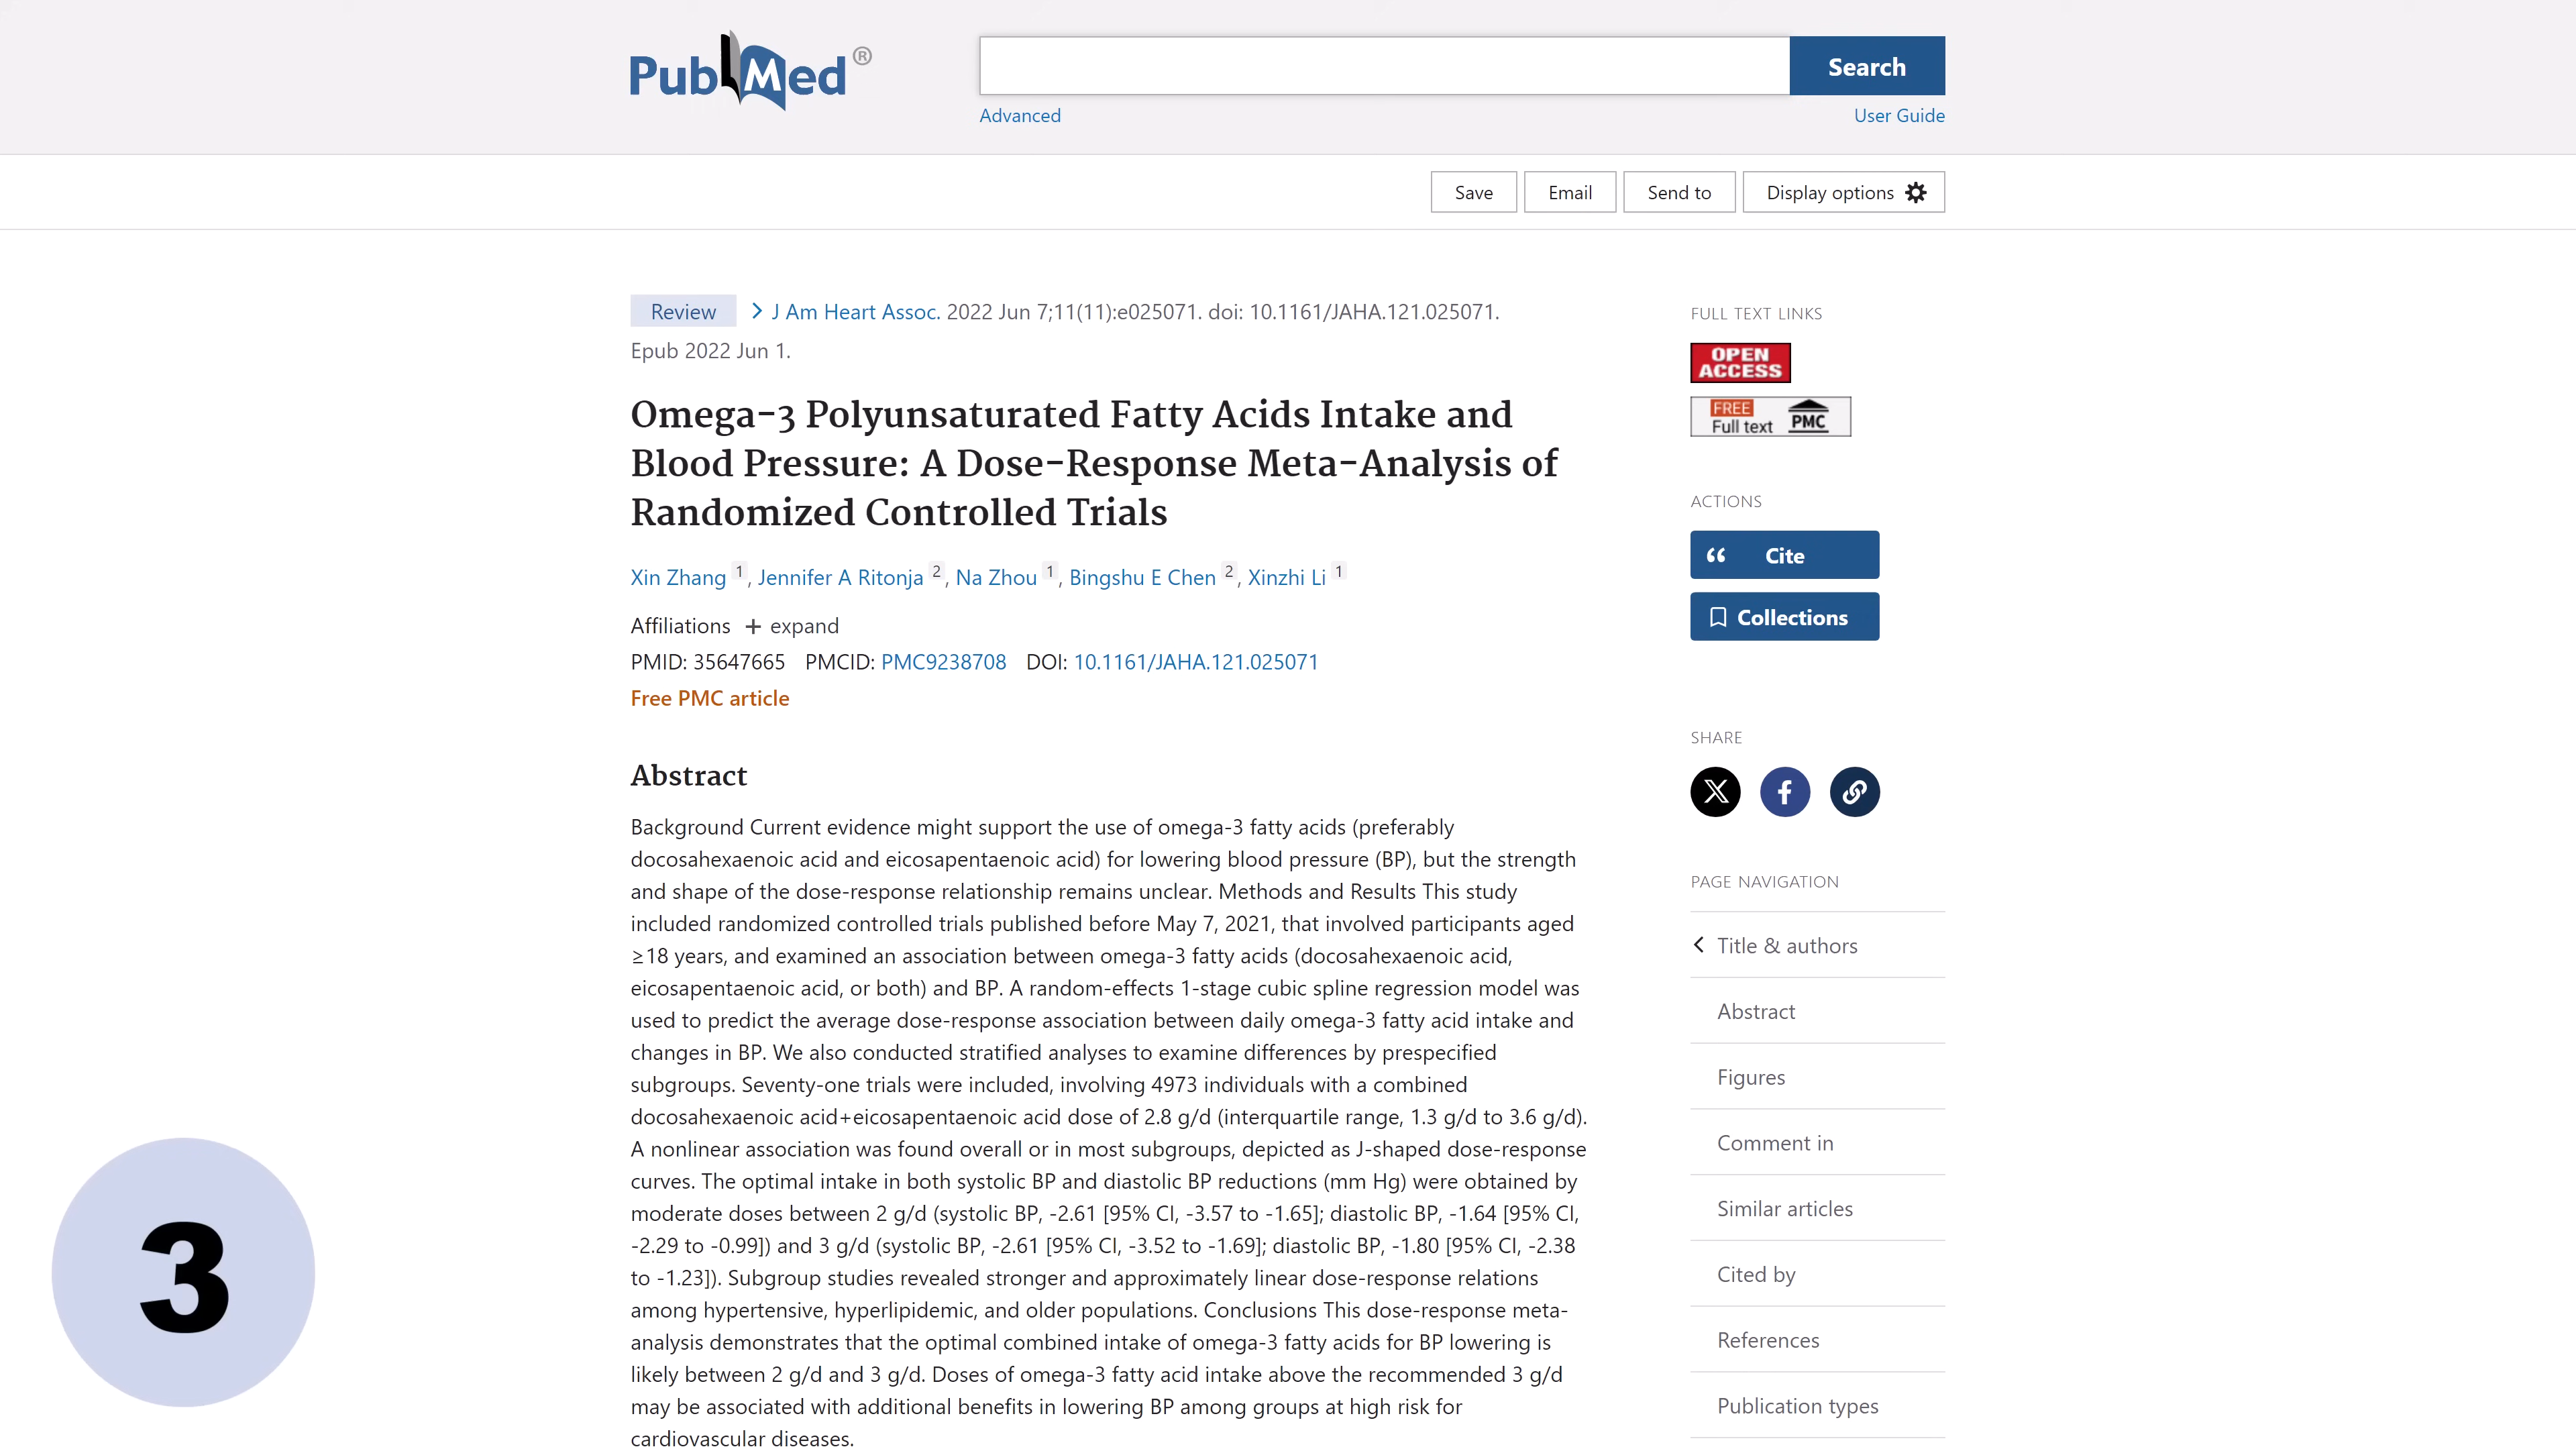 PubMed®
Search
Advanced
User Guide
Save
Email
Send to
Display options
Review
J Am Heart Assoc. 2022 Jun 7;11(11):e025071. doi: 10.1161/JAHA.121.025071.
Epub 2022 Jun 1.
Omega-3 Polyunsaturated Fatty Acids Intake and
Blood Pressure: A Dose-Response Meta-Analysis of
Randomized Controlled Trials
Xin Zhang 1, Jennifer A Ritonja 2, Na Zhou 1, Bingshu E Chen 2, Xinzhi Li 1
Affiliations + expand
PMID: 35647665 PMCID: PMC9238708 DOI: 10.1161/JAHA.121.025071
Free PMC article
Abstract
Background Current evidence might support the use of omega-3 fatty acids (preferably
docosahexaenoic acid and eicosapentaenoic acid) for lowering blood pressure (BP), but the strength
and shape of the dose-response relationship remains unclear. Methods and Results This study
included randomized controlled trials published before May 7, 2021, that involved participants aged
≥18 years, and examined an association between omega-3 fatty acids (docosahexaenoic acid,
eicosapentaenoic acid, or both) and BP. A random-effects 1-stage cubic spline regression model was
used to predict the average dose-response association between daily omega-3 fatty acid intake and
changes in BP. We also conducted stratified analyses to examine differences by prespecified
subgroups. Seventy-one trials were included, involving 4973 individuals with a combined
docosahexaenoic acid+eicosapentaenoic acid dose of 2.8 g/d (interquartile range, 1.3 g/d to 3.6 g/d).
A nonlinear association was found overall or in most subgroups, depicted as J-shaped dose-response
curves. The optimal intake in both systolic BP and diastolic BP reductions (mm Hg) were obtained by
moderate doses between 2 g/d (systolic BP, -2.61 [95% CI, -3.57 to -1.65]; diastolic BP, -1.64 [95% CI,
-2.29 to -0.99]) and 3 g/d (systolic BP, -2.61 [95% CI, -3.52 to -1.69]; diastolic BP, -1.80 [95% CI, -2.38
to -1.23]). Subgroup studies revealed stronger and approximately linear dose-response relations
among hypertensive, hyperlipidemic, and older populations. Conclusions This dose-response meta-
analysis demonstrates that the optimal combined intake of omega-3 fatty acids for BP lowering is
likely between 2 g/d and 3 g/d. Doses of omega-3 fatty acid intake above the recommended 3 g/d
may be associated with additional benefits in lowering BP among groups at high risk for
cardiovascular diseases.
FULL TEXT LINKS
OPEN
ACCESS
FREE
Full text PMC
ACTIONS
Cite
Collections
SHARE
PAGE NAVIGATION
Title & authors
Abstract
Figures
Comment in
Similar articles
Cited by
References
Publication types
3